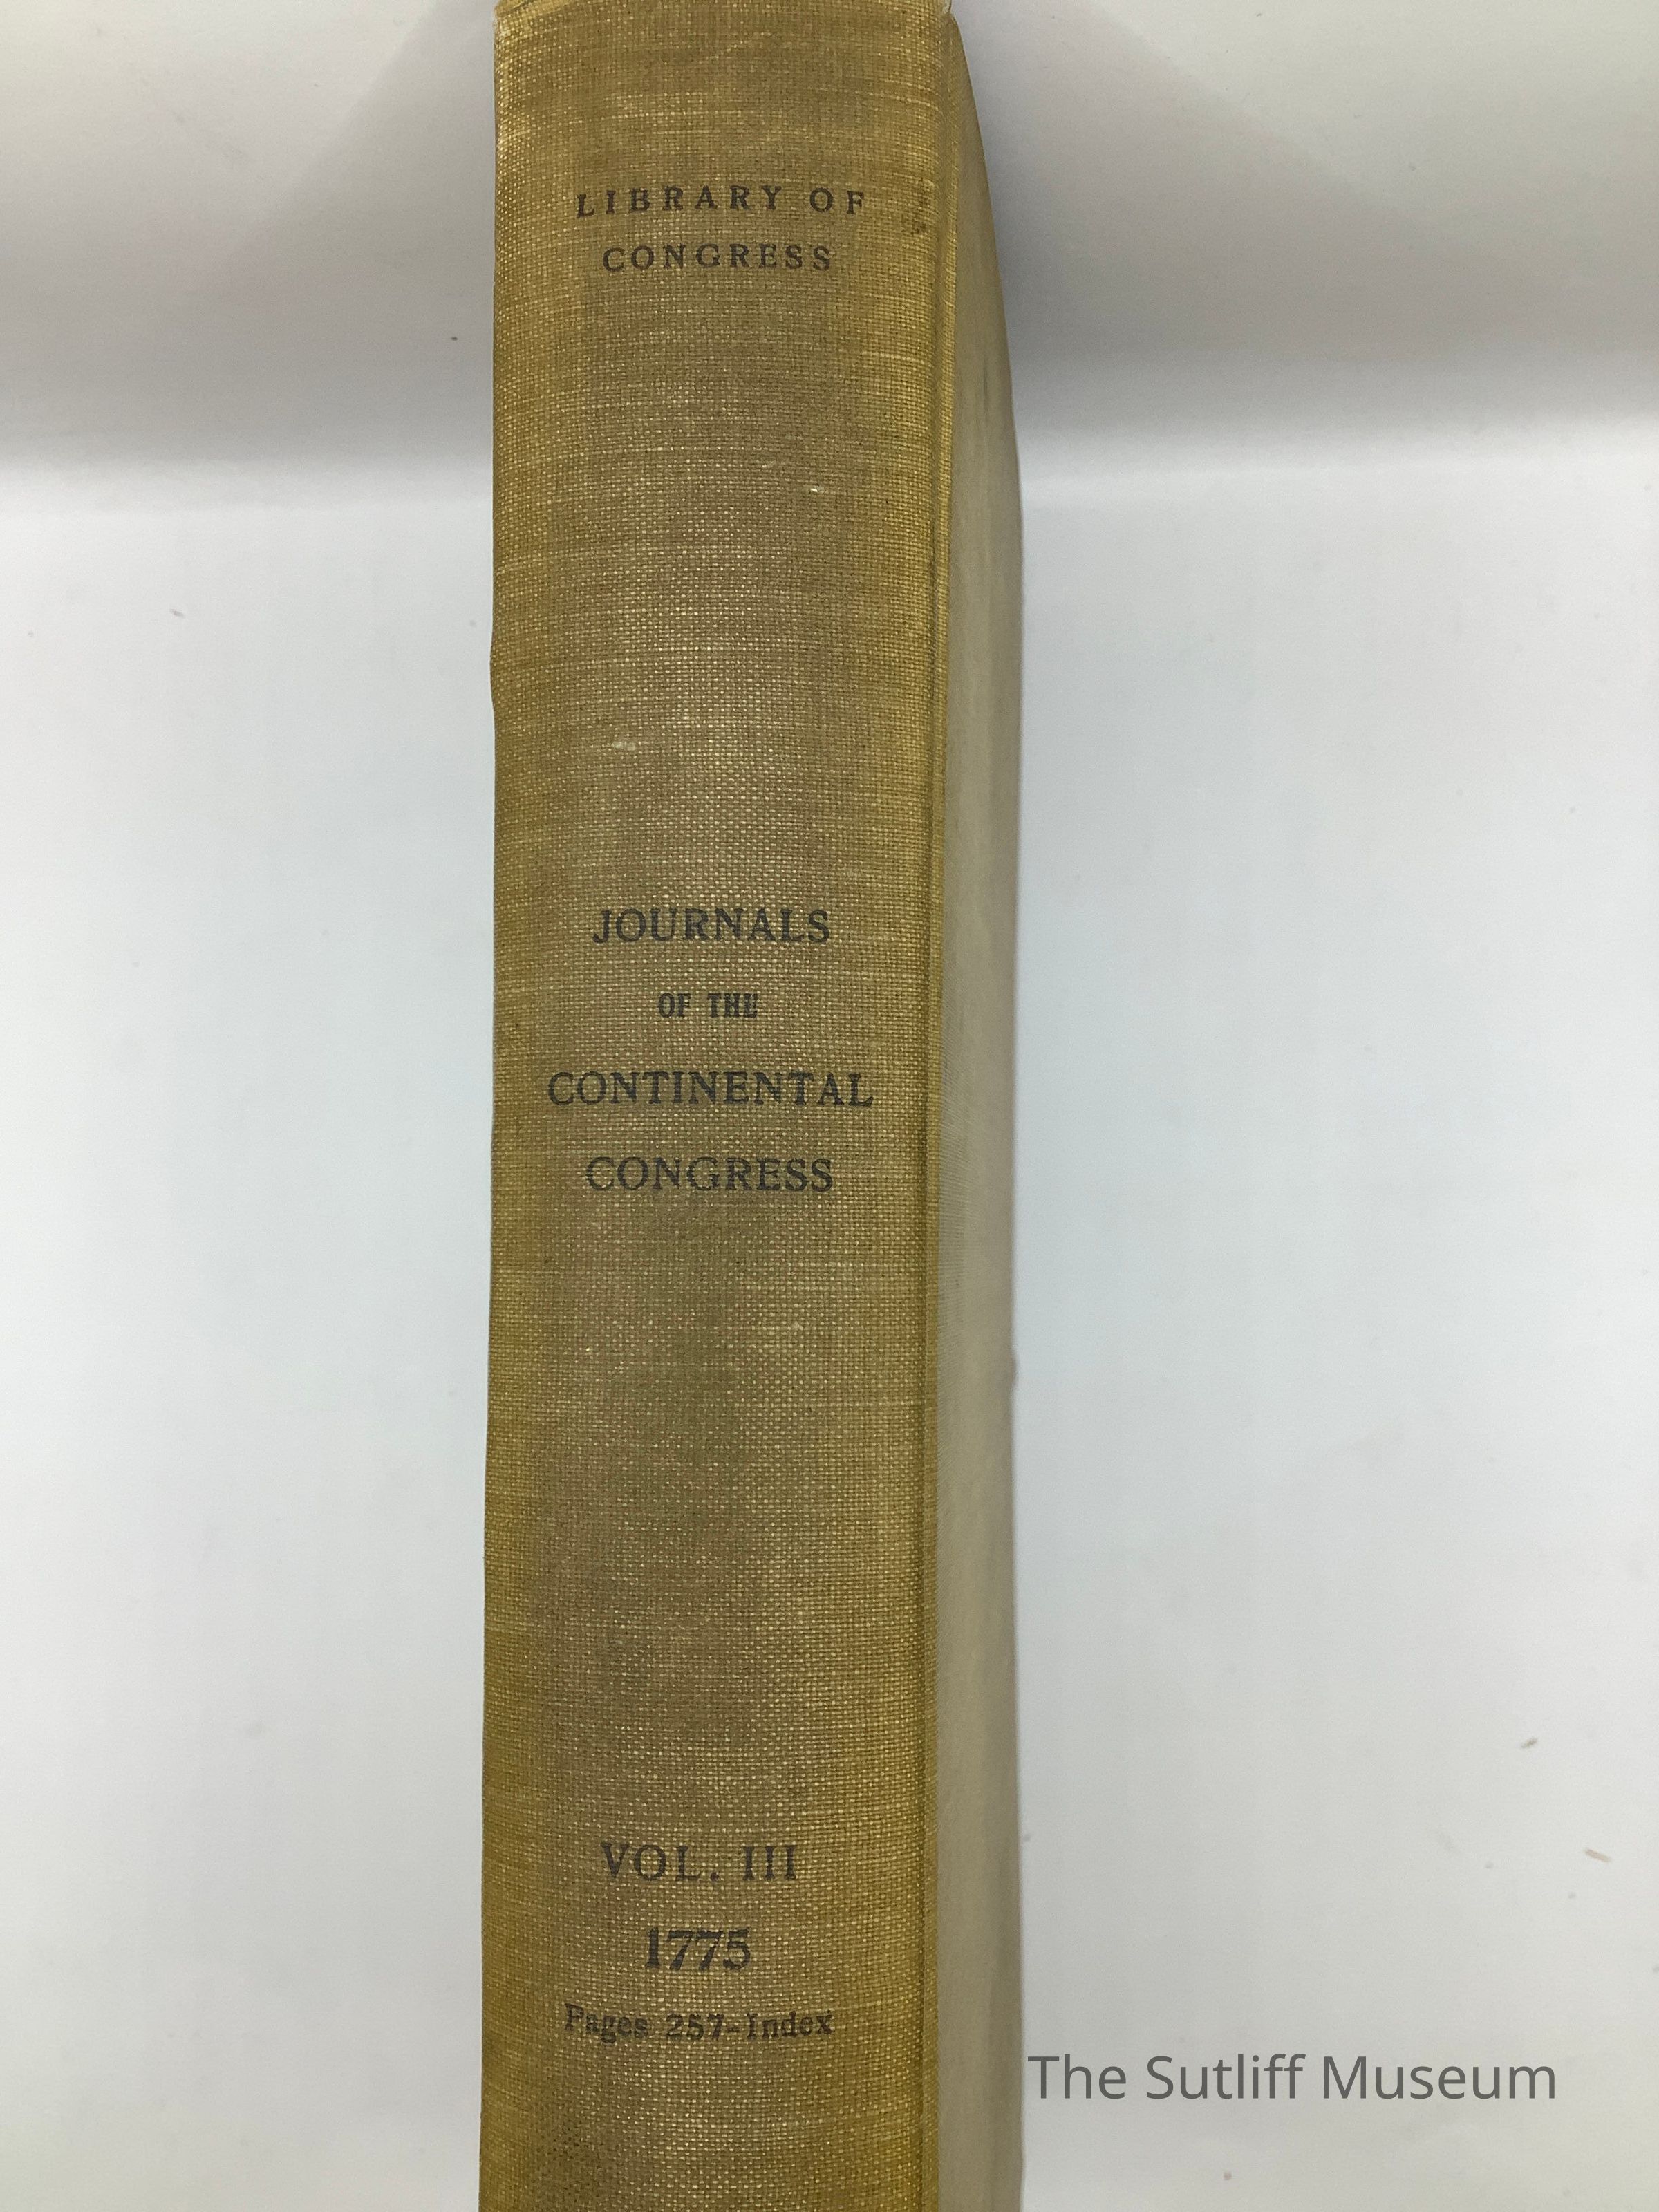 LIBRARY OF
CONGRESS
JOURNALS
OF THE
CONTINENTAL
CONGRESS
VOL. III
1775
Pages 257-Index
The Sutliff Museum